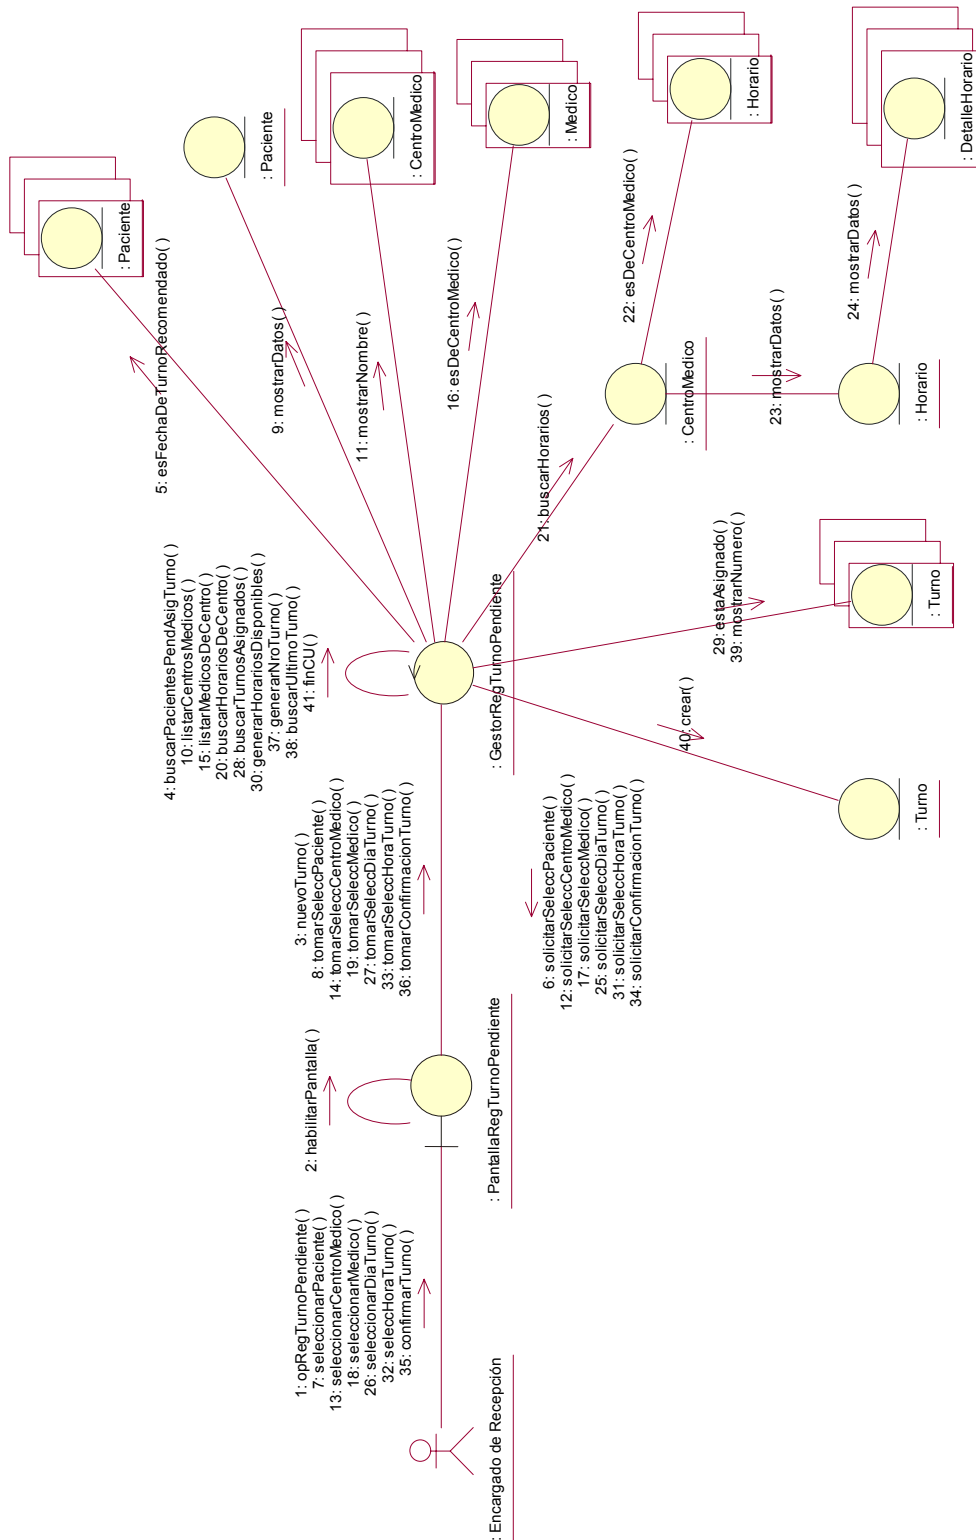 : Encargado de Recepción
1: opRegTurnoPendiente( )
7: seleccionarPaciente( )
13: seleccionarCentroMedico( )
18: seleccionarMedico( )
26: seleccionarDiaTurno( )
32: seleccHoraTurno( )
35: confirmarTurno( )
: PantallaRegTurnoPendiente
2: habilitarPantalla( )
3: nuevoTurno( )
8: tomarSeleccPaciente( )
14: tomarSeleccCentroMedico( )
19: tomarSeleccMedico( )
27: tomarSeleccDiaTurno( )
33: tomarSeleccHoraTurno( )
36: tomarConfirmacionTurno( )
6: solicitarSeleccPaciente( )
12: solicitarSeleccCentroMedico( )
17: solicitarSeleccMedico( )
25: solicitarSeleccDiaTurno( )
31: solicitarSeleccHoraTurno( )
34: solicitarConfirmacionTurno( )
: GestorRegTurnoPendiente
4: buscarPacientesPendAsigTurno( )
10: listarCentrosMedicos( )
15: listarMedicosDeCentro( )
20: buscarHorariosDeCentro( )
28: buscarTurnosAsignados( )
30: generarHorariosDisponibles( )
37: generarNroTurno( )
38: buscarUltimoTurno( )
41: finCU( )
5: esFechaDeTurnoRecomendado( )
: Paciente
9: mostrarDatos( )
: Paciente
11: mostrarNombre( )
: CentroMedico
16: esDeCentroMedico( )
: Medico
21: buscarHorarios( )
: CentroMedico
22: esDeCentroMedico( )
: Horario
23: mostrarDatos( )
: Horario
24: mostrarDatos( )
: DetalleHorario
29: estaAsignado( )
39: mostrarNumero( )
: Turno
40: crear( )
: Turno